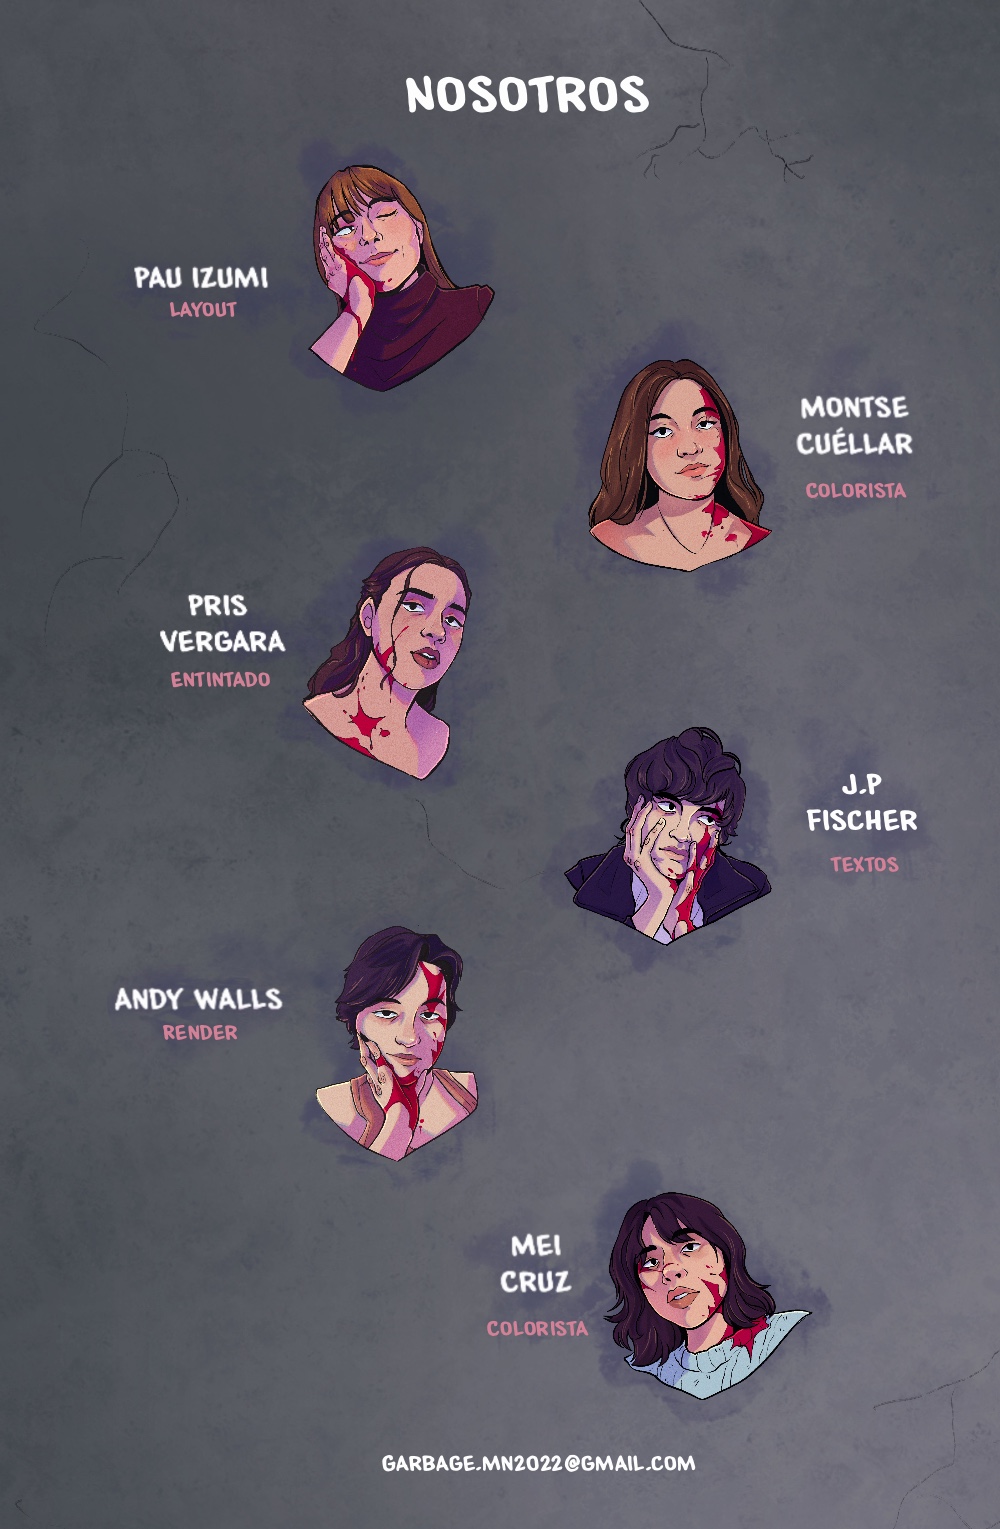 NOSOTROS
PAU IZUMI
LAYOUT
MONTSE
CUÉLLAR
COLORISTA
PRIS
VERGARA
ENTINTADO
J.P
FISCHER
TEXTOS
ANDY WALLS
RENDER
MEI
CRUZ
COLORISTA
GARBAGE.MN2022@GMAIL.COM